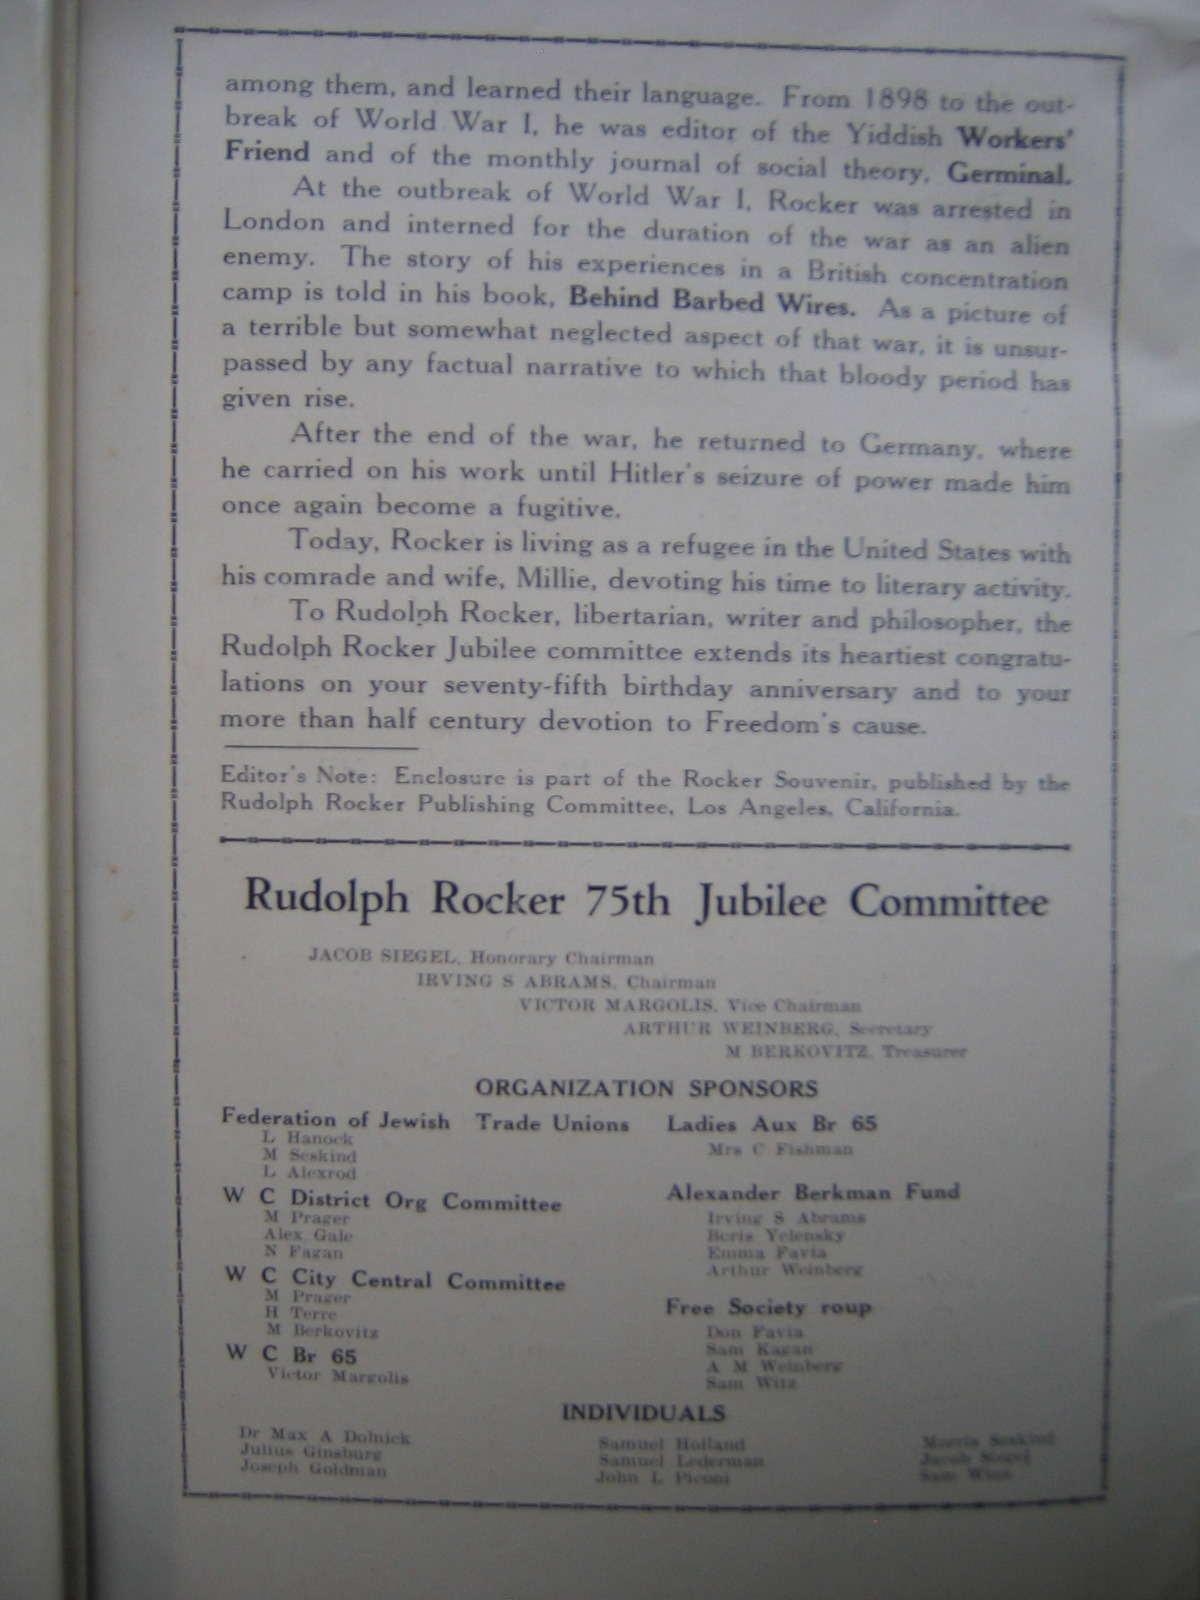 among them, and learned their language. From 1898 to the out-
break of World War I, he was editor of the Yiddish Workers'
Friend and of the monthly journal of social theory, Germinal.
At the outbreak of World War I, Rocker was arrested in
London and interned for the duration of the war as an alien
enemy. The story of his experiences in a British concentration
camp is told in his book, Behind Barbed Wires. As a picture of
a terrible but somewhat neglected aspect of that war, it is unsur-
passed by any factual narrative to which that bloody period has
given rise.
After the end of the war, he returned to Germany, where
he carried on his work until Hitler's seizure of power made him
once again become a fugitive.
Today, Rocker is living as a refugee in the United States with
his comrade and wife, Millie, devoting his time to literary activity.
To Rudolph Rocker, libertarian, writer and philosopher, the
Rudolph Rocker Jubilee committee extends its heartiest congratu-
lations on your seventy-fifth birthday anniversary and to your
more than half century devotion to Freedom's cause.
Editor's Note: Enclosure is part of the Rocker Souvenir, published by the
Rudolph Rocker Publishing Committee, Los Angeles, California.
Rudolph Rocker 75th Jubilee Committee
JACOB SIEGEL, Honorary Chairman
IRVING S ABRAMS, Chairman
VICTOR MARGOLIS, Vice Chairman
ARTHUR WEINBERG, Secretary
M BERKOVITZ, Treasurer
ORGANIZATION SPONSORS
Federation of Jewish Trade Unions
L Hanock
M Seskind
L Alexrod
W C District Org Committee
M Prager
Alex. Gale
N Fagan
W C City Central Committee
M Prager
H Terre
M Berkovitz
W C Br 65
Victor Margolis
Ladies Aux Br 65
Mrs C Fishman
Alexander Berkman Fund
Irving S Abrams
Boris Yelensky
Emma Favia
Arthur Weinberg
Free Society roup
Don Favia
Sam Kagan
A M Weinberg
Sam Witz
INDIVIDUALS
Dr Max A Dolnick
Julius Ginsburg
Joseph Goldman
Samuel Holland
Samuel Lederman
John L Piconi
Morris Seskind
Jacob Siegel
Sam